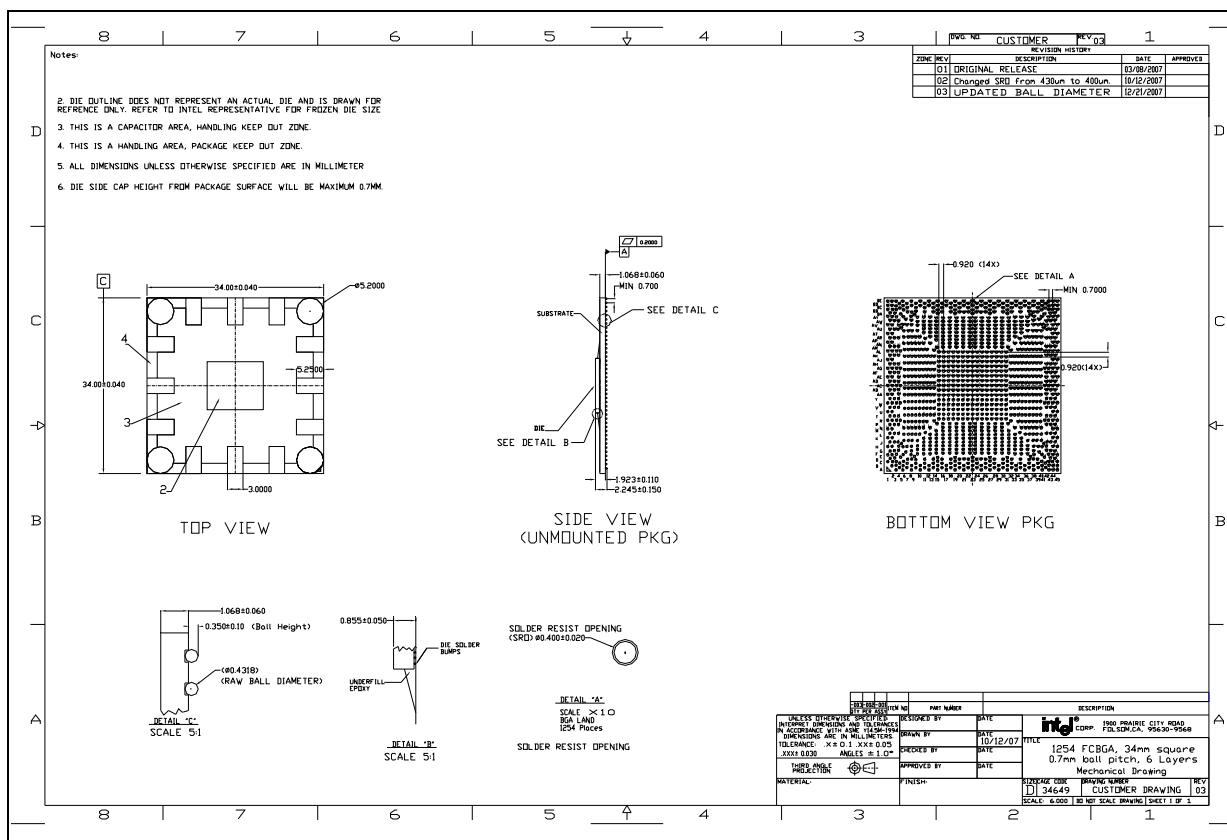 8 7 6 5 4 3 1
DWG. NO. CUSTOMER REV 03
REVISION HISTORY
ZONE REV DESCRIPTION DATE APPROVED
01 ORIGINAL RELEASE 03/08/2007
02 Changed SRO from 430um to 400um. 10/12/2007
03 UPDATED BALL DIAMETER 12/21/2007
Notes:
2. DIE OUTLINE DOES NOT REPRESENT AN ACTUAL DIE AND IS DRAWN FOR
REFRENCE ONLY. REFER TO INTEL REPRESENTATIVE FOR FROZEN DIE SIZE
3. THIS IS A CAPACITOR AREA, HANDLING KEEP OUT ZONE.
4. THIS IS A HANDLING AREA, PACKAGE KEEP OUT ZONE.
5. ALL DIMENSIONS UNLESS OTHERWISE SPECIFIED ARE IN MILLIMETER
6. DIE SIDE CAP HEIGHT FROM PACKAGE SURFACE WILL BE MAXIMUM 0.7MM.
D D
C
34.00±0.040
ø5.2000
4
5.2500
34.00±0.040
3
2
3.0000
TOP VIEW
0.2000
A
1.068±0.060
MIN 0.700
SUBSTRATE
SEE DETAIL C
DIE
SEE DETAIL B
1.923±0.110
2.245±0.150
SIDE VIEW
(UNMOUNTED PKG)
0.920 (14X)
SEE DETAIL A
MIN 0.7000
0.920(14X)
BOTTOM VIEW PKG
C C
B B
1.068±0.060
0.350±0.10 (Ball Height)
(ø0.4318)
(RAW BALL DIAMETER)
DETAIL "C"
SCALE 5:1
0.855±0.050
DIE SOLDER
BUMPS
UNDERFILL
EPOXY
DETAIL "B"
SCALE 5:1
SOLDER RESIST OPENING
(SRO) ø0.400±0.020
DETAIL "A"
SCALE X10
BGA LAND
1254 Places
SOLDER RESIST OPENING
A A
-003 -002 -001
QTY PER ASSY ITEM NO PART NUMBER DESCRIPTION
UNLESS OTHERWISE SPECIFIED
INTERPRET DIMENSIONS AND TOLERANCES
IN ACCORDANCE WITH ASME Y14.5M-1994
DIMENSIONS ARE IN MILLIMETERS
TOLERANCE: .X± 0.1 .XX± 0.05
.XXX± 0.030 ANGLES ± 1.0°
THIRD ANGLE
PROJECTION
MATERIAL:
DESIGNED BY DATE
DRAWN BY DATE
10/12/07
CHECKED BY DATE
APPROVED BY DATE
FINISH:
intel® CORP. 1900 PRAIRIE CITY ROAD
FOLSOM,CA. 95630-9568
TITLE
1254 FCBGA, 34mm square
0.7mm ball pitch, 6 Layers
Mechanical Drawing
SIZE CAGE CODE DRAWING NUMBER REV
D 34649 CUSTOMER DRAWING 03
SCALE: 6.000 DO NOT SCALE DRAWING SHEET 1 OF 1
8 7 6 5 4 3 2 1